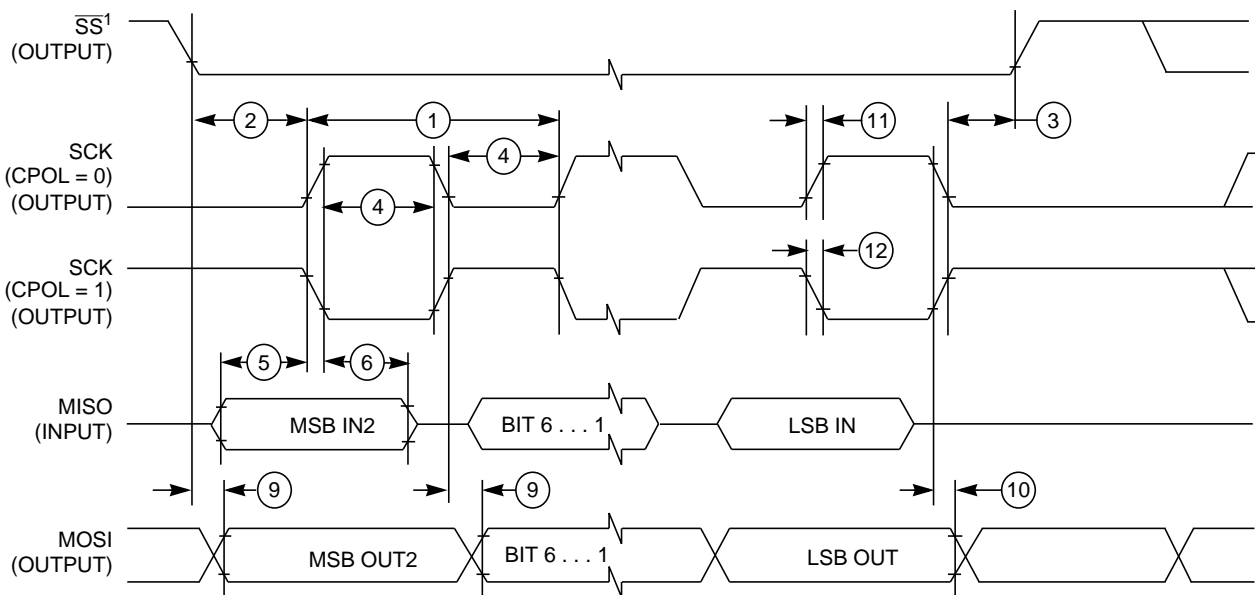 SS1
(OUTPUT)
2
1
11
3
SCK
(CPOL = 0)
(OUTPUT)
4
4
12
SCK
(CPOL = 1)
(OUTPUT)
5
6
MISO
(INPUT)
MSB IN2
BIT 6 . . . 1
LSB IN
9
9
10
MOSI
(OUTPUT)
MSB OUT2
BIT 6 . . . 1
LSB OUT